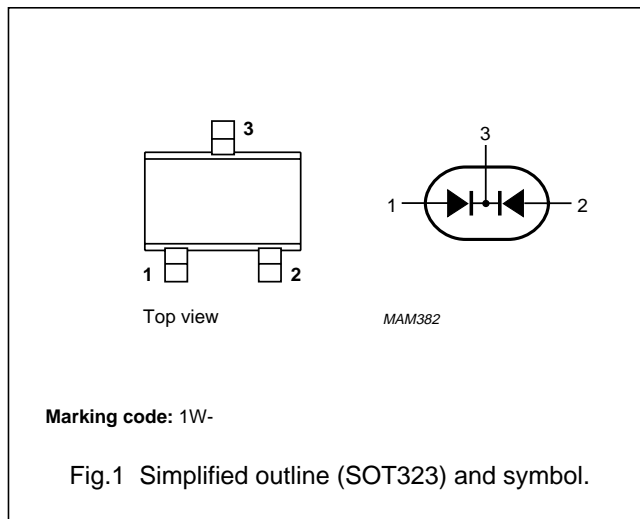 3
3
1 2
1 2
Top view
MAM382
Marking code: 1W-
Fig.1 Simplified outline (SOT323) and symbol.